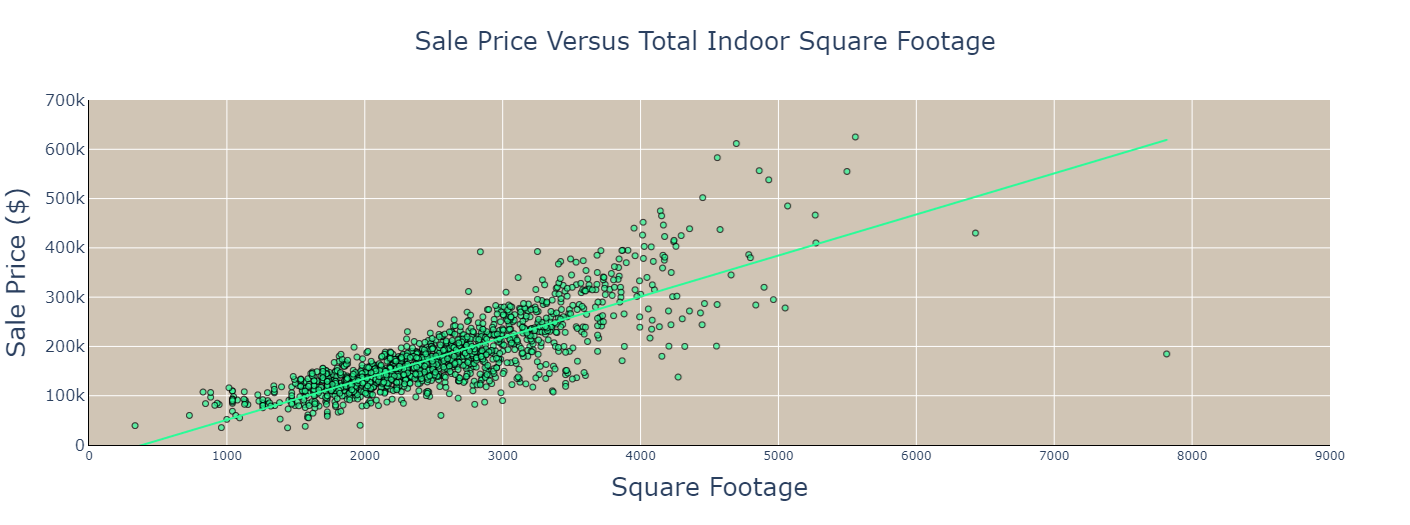 Sale Price Versus Total Indoor Square Footage
Sale Price ($)
700k
600k
500k
400k
300k
200k
100k
0
0 1000 2000 3000 4000 5000 6000 7000 8000 9000
Square Footage